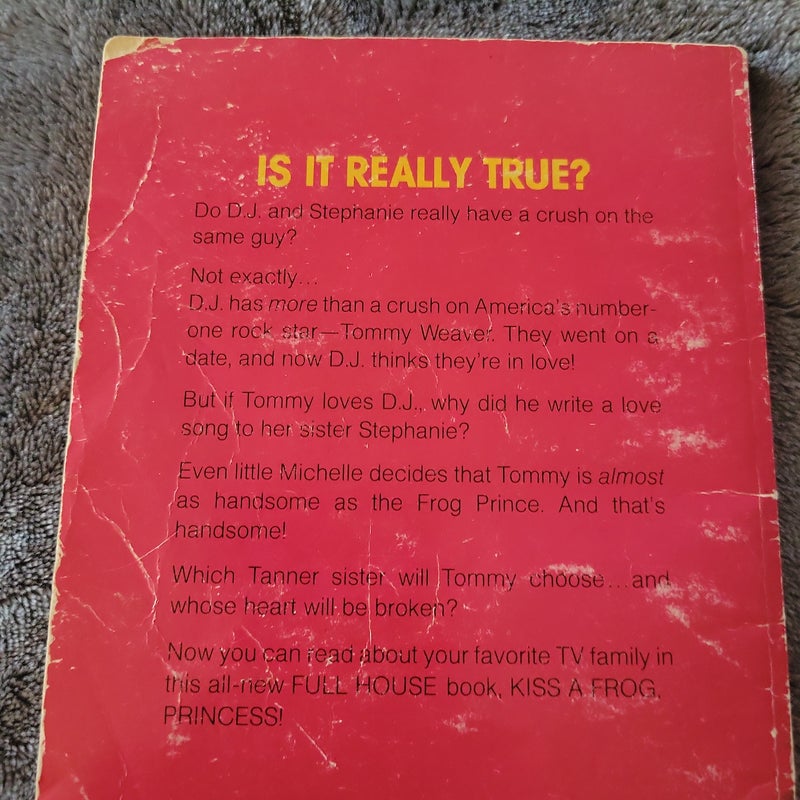 IS IT REALLY TRUE?
Do D.J. and Stephanie really have a crush on the
same guy?
Not exactly...
D.J. has more than a crush on America's number-
one rock star—Tommy Weaver. They went on a
date, and now D.J. thinks they're in love!
But if Tommy loves D.J., why did he write a love
song to her sister Stephanie?
Even little Michelle decides that Tommy is almost
as handsome as the Frog Prince. And that's
handsome!
Which Tanner sister will Tommy choose...and
whose heart will be broken?
Now you can read about your favorite TV family in
this all-new FULL HOUSE book, KISS A FROG,
PRINCESS!